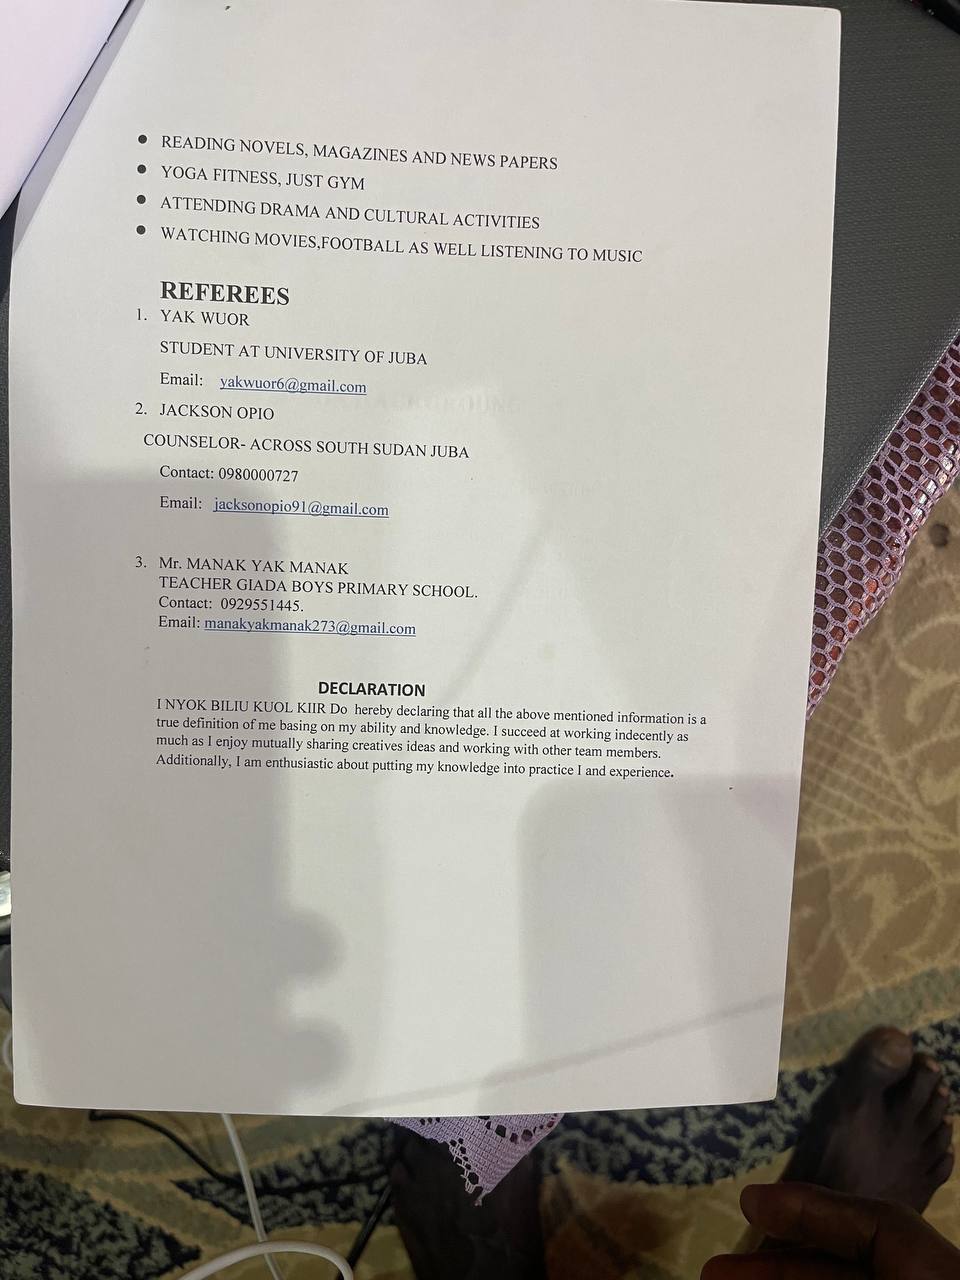 ● READING NOVELS, MAGAZINES AND NEWS PAPERS
● YOGA FITNESS, JUST GYM
● ATTENDING DRAMA AND CULTURAL ACTIVITIES
● WATCHING MOVIES,FOOTBALL AS WELL LISTENING TO MUSIC
REFEREES
1. YAK WUOR
STUDENT AT UNIVERSITY OF JUBA
Email: yakwuor6@gmail.com
2. JACKSON OPIO
COUNSELOR- ACROSS SOUTH SUDAN JUBA
Contact: 0980000727
Email: jacksonopio91@gmail.com
3. Mr. MANAK YAK MANAK
TEACHER GIADA BOYS PRIMARY SCHOOL.
Contact: 0929551445.
Email: manakyakmanak273@gmail.com
DECLARATION
I NYOK BILIU KUOL KIIR Do hereby declaring that all the above mentioned information is a
true definition of me basing on my ability and knowledge. I succeed at working indecently as
much as I enjoy mutually sharing creatives ideas and working with other team members.
Additionally, I am enthusiastic about putting my knowledge into practice I and experience.